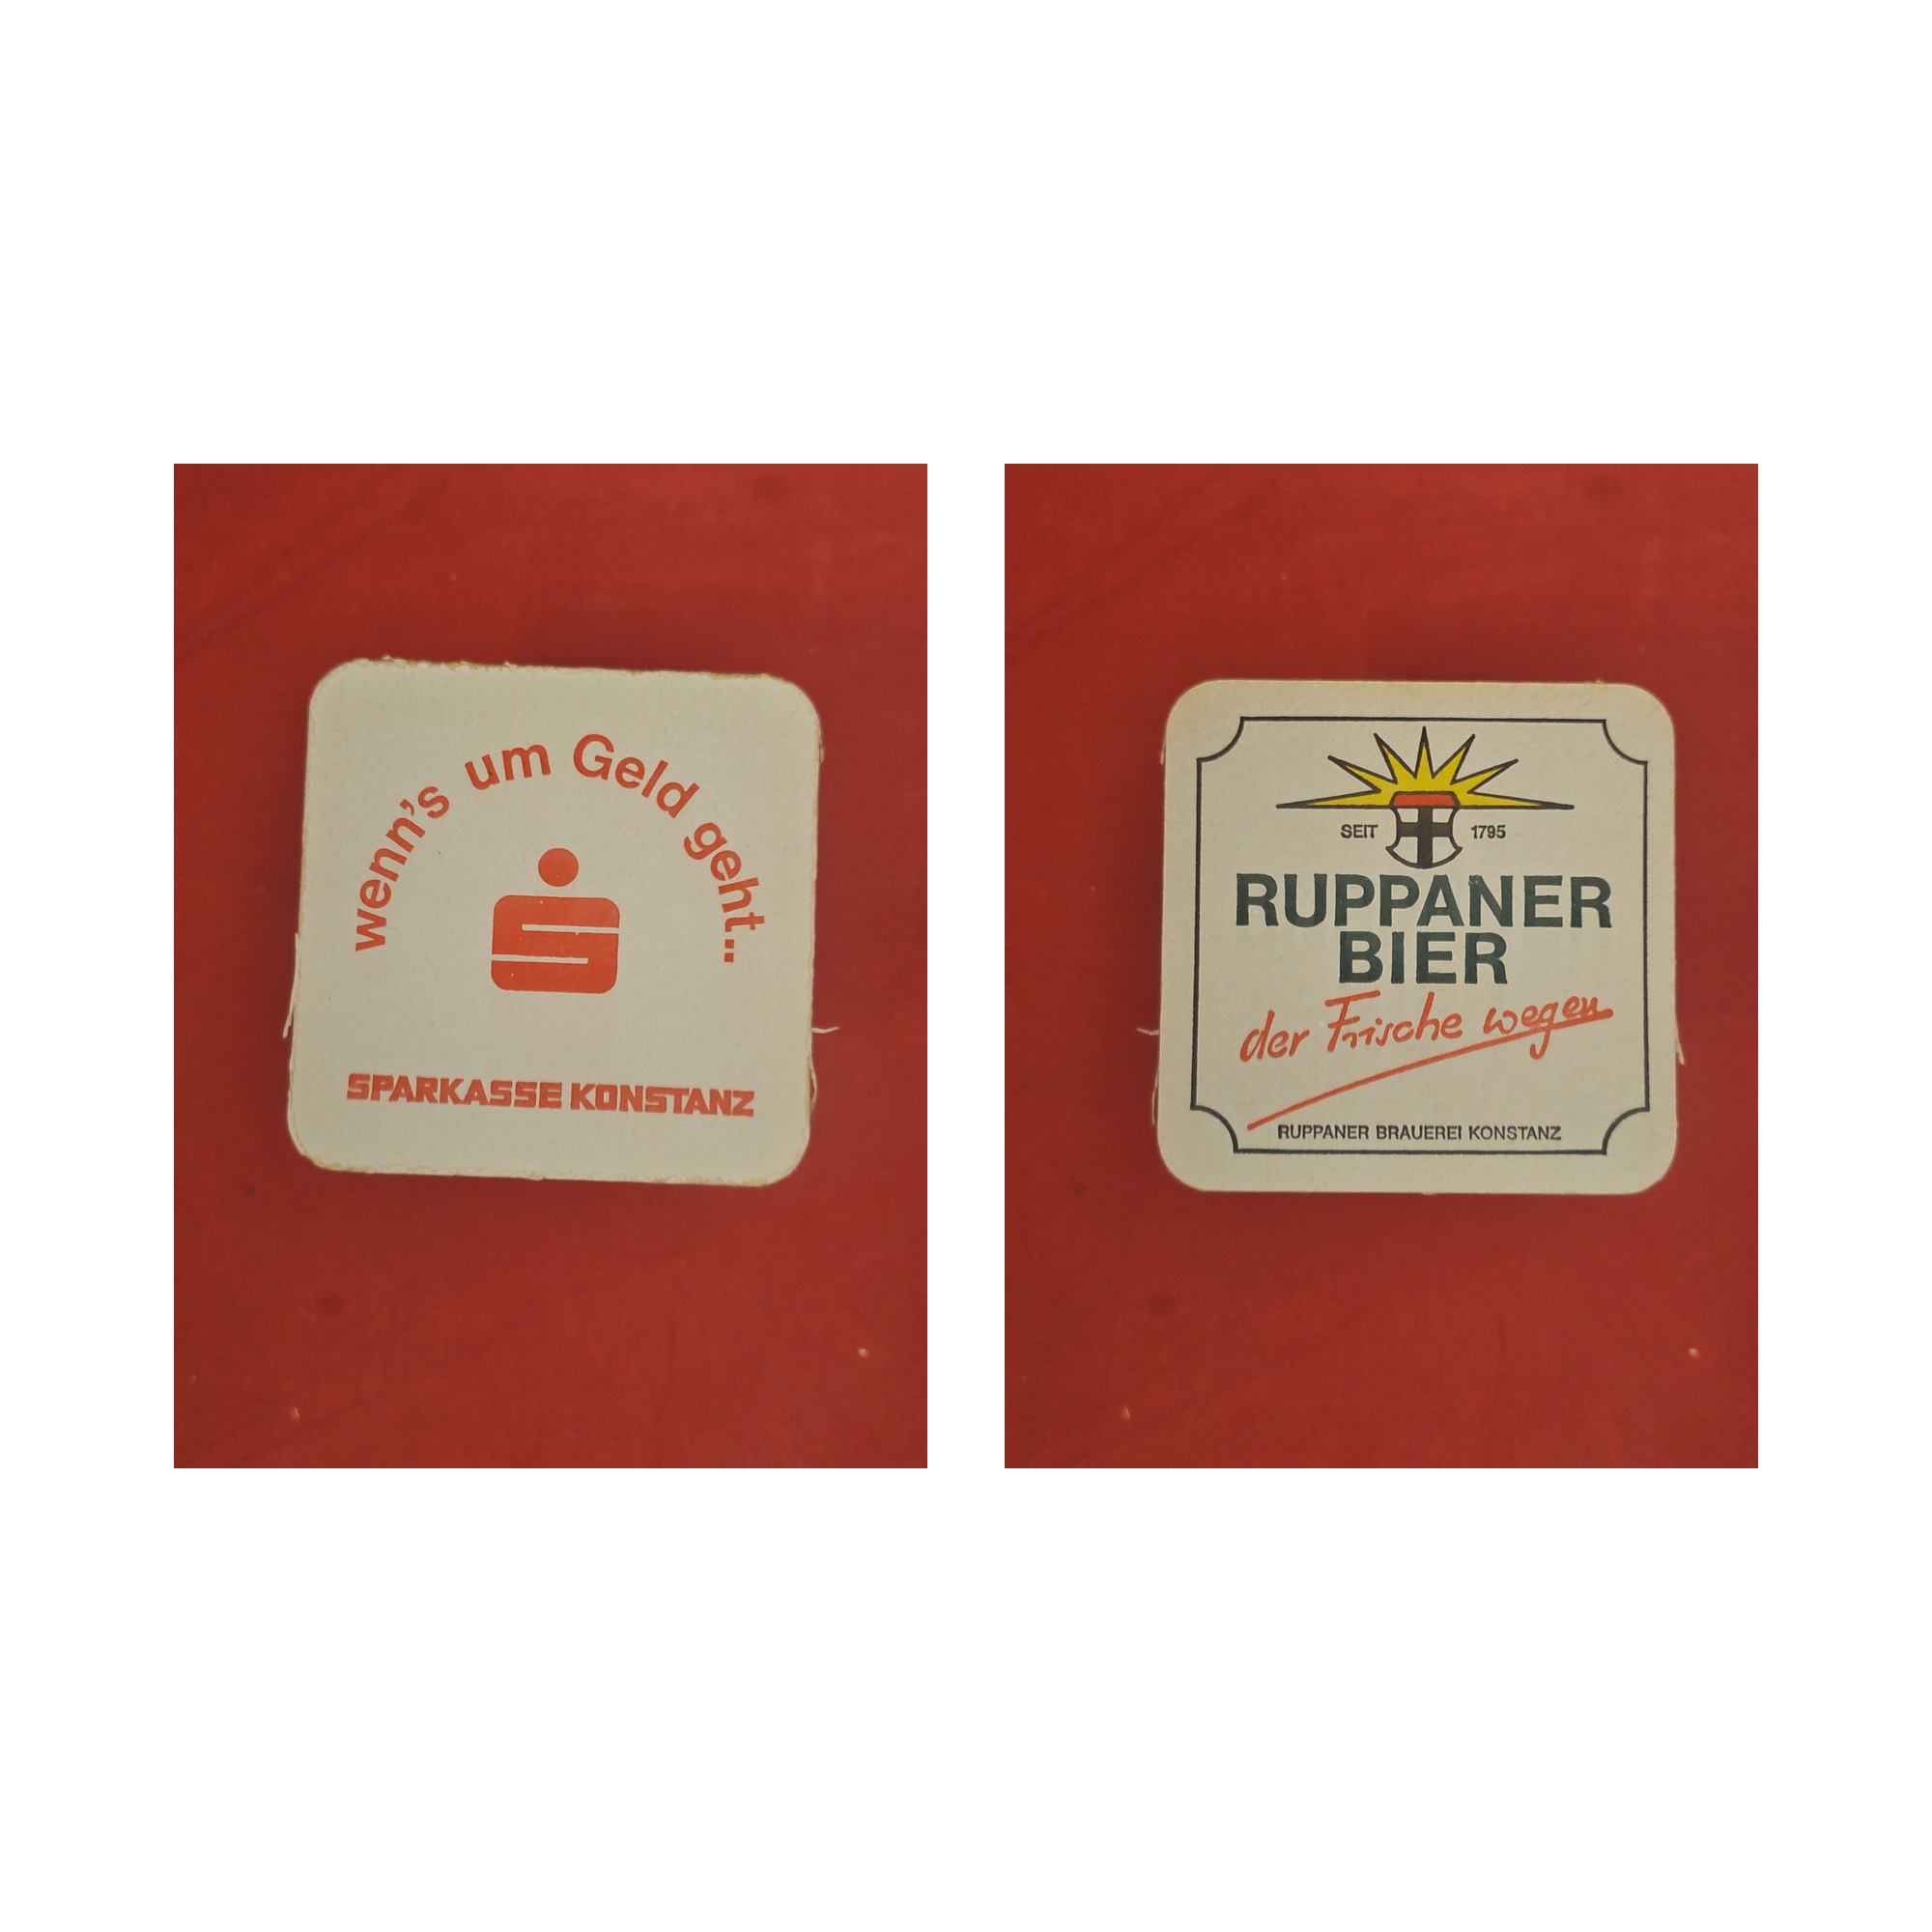 wenn's um Geld geht...
SPARKASSE KONSTANZ
SEIT 1795
RUPPANER
BIER
der Frische wegen
RUPPANER BRAUEREI KONSTANZ